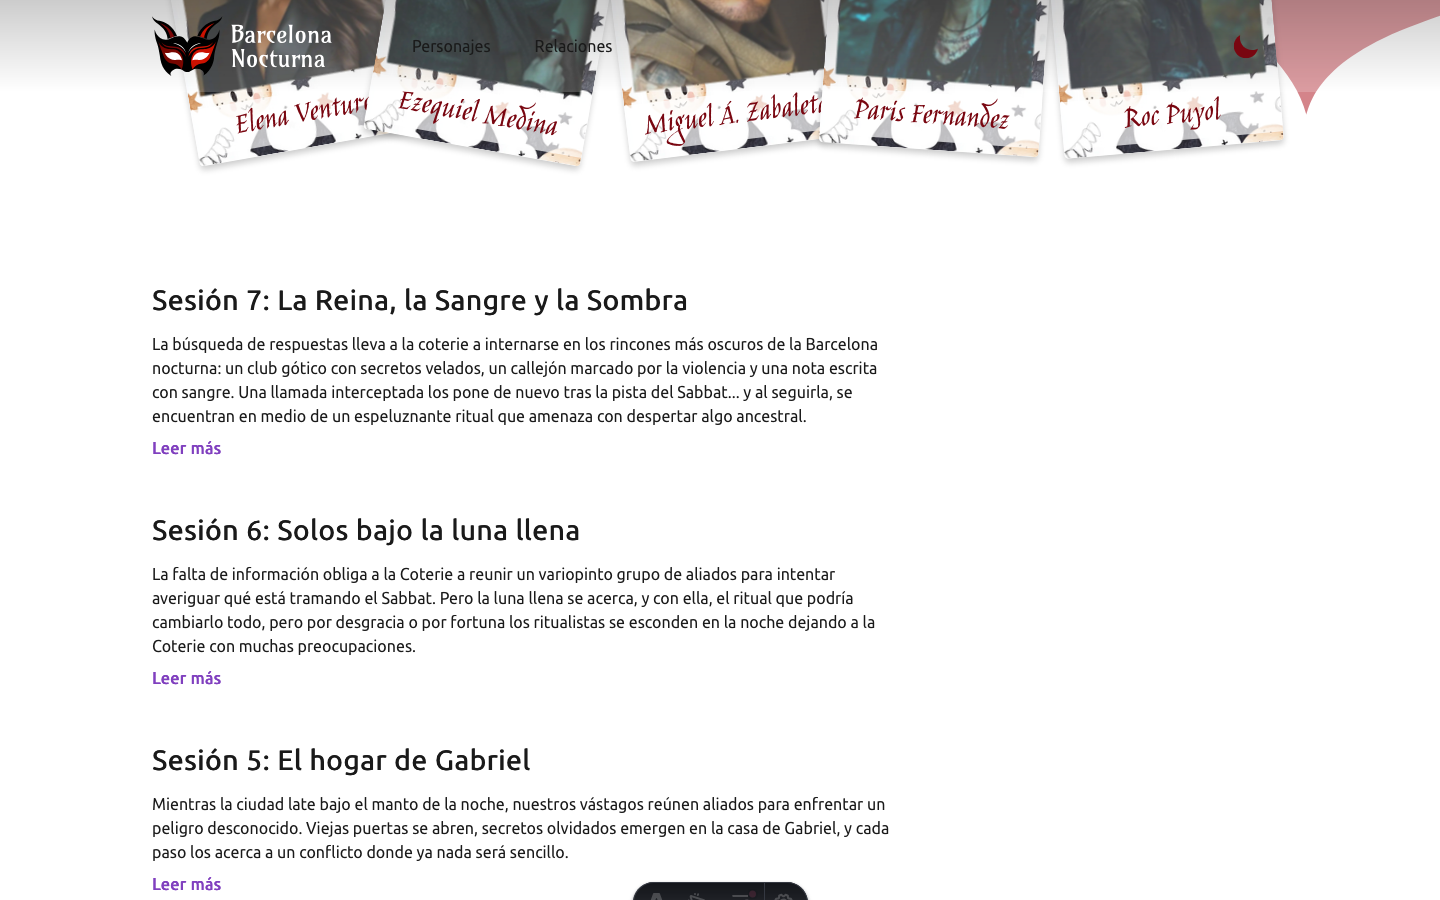 Barcelona
Nocturna
Personajes
Relaciones
Elena Ventura
Ezequiel Medina
Miguel Á. Zabaleta
Paris Fernandez
Roc Puyol
Sesión 7: La Reina, la Sangre y la Sombra
La búsqueda de respuestas lleva a la coterie a internarse en los rincones más oscuros de la Barcelona
nocturna: un club gótico con secretos velados, un callejón marcado por la violencia y una nota escrita
con sangre. Una llamada interceptada los pone de nuevo tras la pista del Sabbat... y al seguirla, se
encuentran en medio de un espeluznante ritual que amenaza con despertar algo ancestral.
Leer más
Sesión 6: Solos bajo la luna llena
La falta de información obliga a la Coterie a reunir un variopinto grupo de aliados para intentar
averiguar qué está tramando el Sabbat. Pero la luna llena se acerca, y con ella, el ritual que podría
cambiarlo todo, pero por desgracia o por fortuna los ritualistas se esconden en la noche dejando a la
Coterie con muchas preocupaciones.
Leer más
Sesión 5: El hogar de Gabriel
Mientras la ciudad late bajo el manto de la noche, nuestros vástagos reúnen aliados para enfrentar un
peligro desconocido. Viejas puertas se abren, secretos olvidados emergen en la casa de Gabriel, y cada
paso los acerca a un conflicto donde ya nada será sencillo.
Leer más